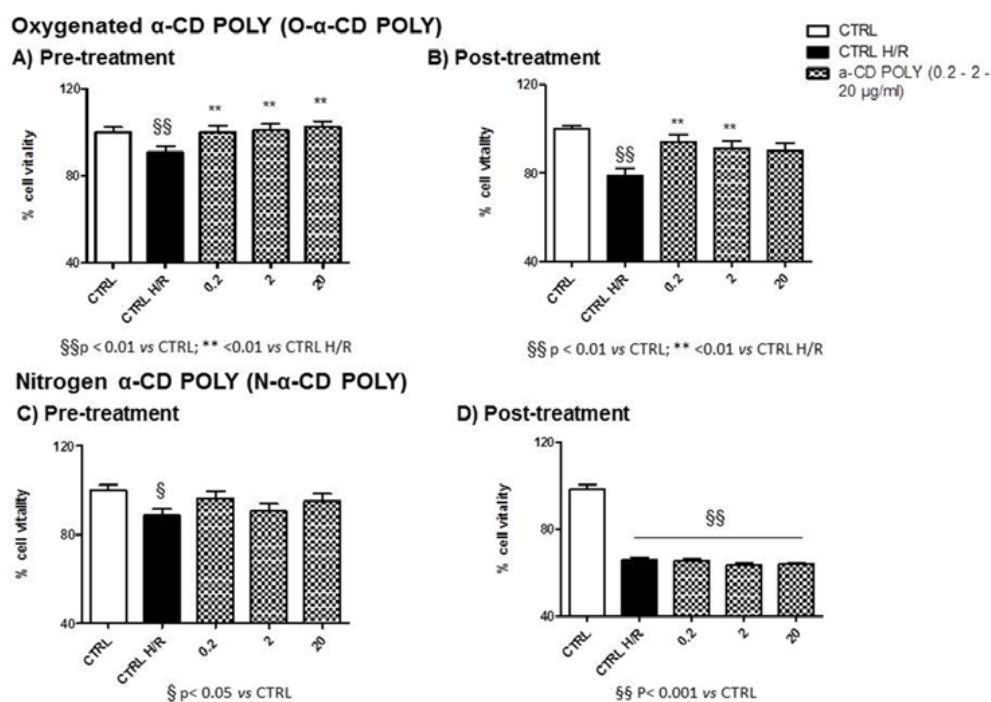 Oxygenated α-CD POLY (O-α-CD POLY)
CTRL
CTRL H/R
a-CD POLY (0.2 - 2 -
20 µg/ml)
A) Pre-treatment
120
80
40
% cell vitality
§§
**
**
**
CTRL
CTRL H/R
0.2
2
20
§§p < 0.01 vs CTRL; ** <0.01 vs CTRL H/R
B) Post-treatment
120
80
40
% cell vitality
§§
**
**
CTRL
CTRL H/R
0.2
2
20
§§ p < 0.01 vs CTRL; ** <0.01 vs CTRL H/R
Nitrogen α-CD POLY (N-α-CD POLY)
C) Pre-treatment
120
80
40
% cell vitality
§
CTRL
CTRL H/R
0.2
2
20
§ p< 0.05 vs CTRL
D) Post-treatment
120
80
40
% cell vitality
§§
CTRL
CTRL H/R
0.2
2
20
§§ P< 0.001 vs CTRL